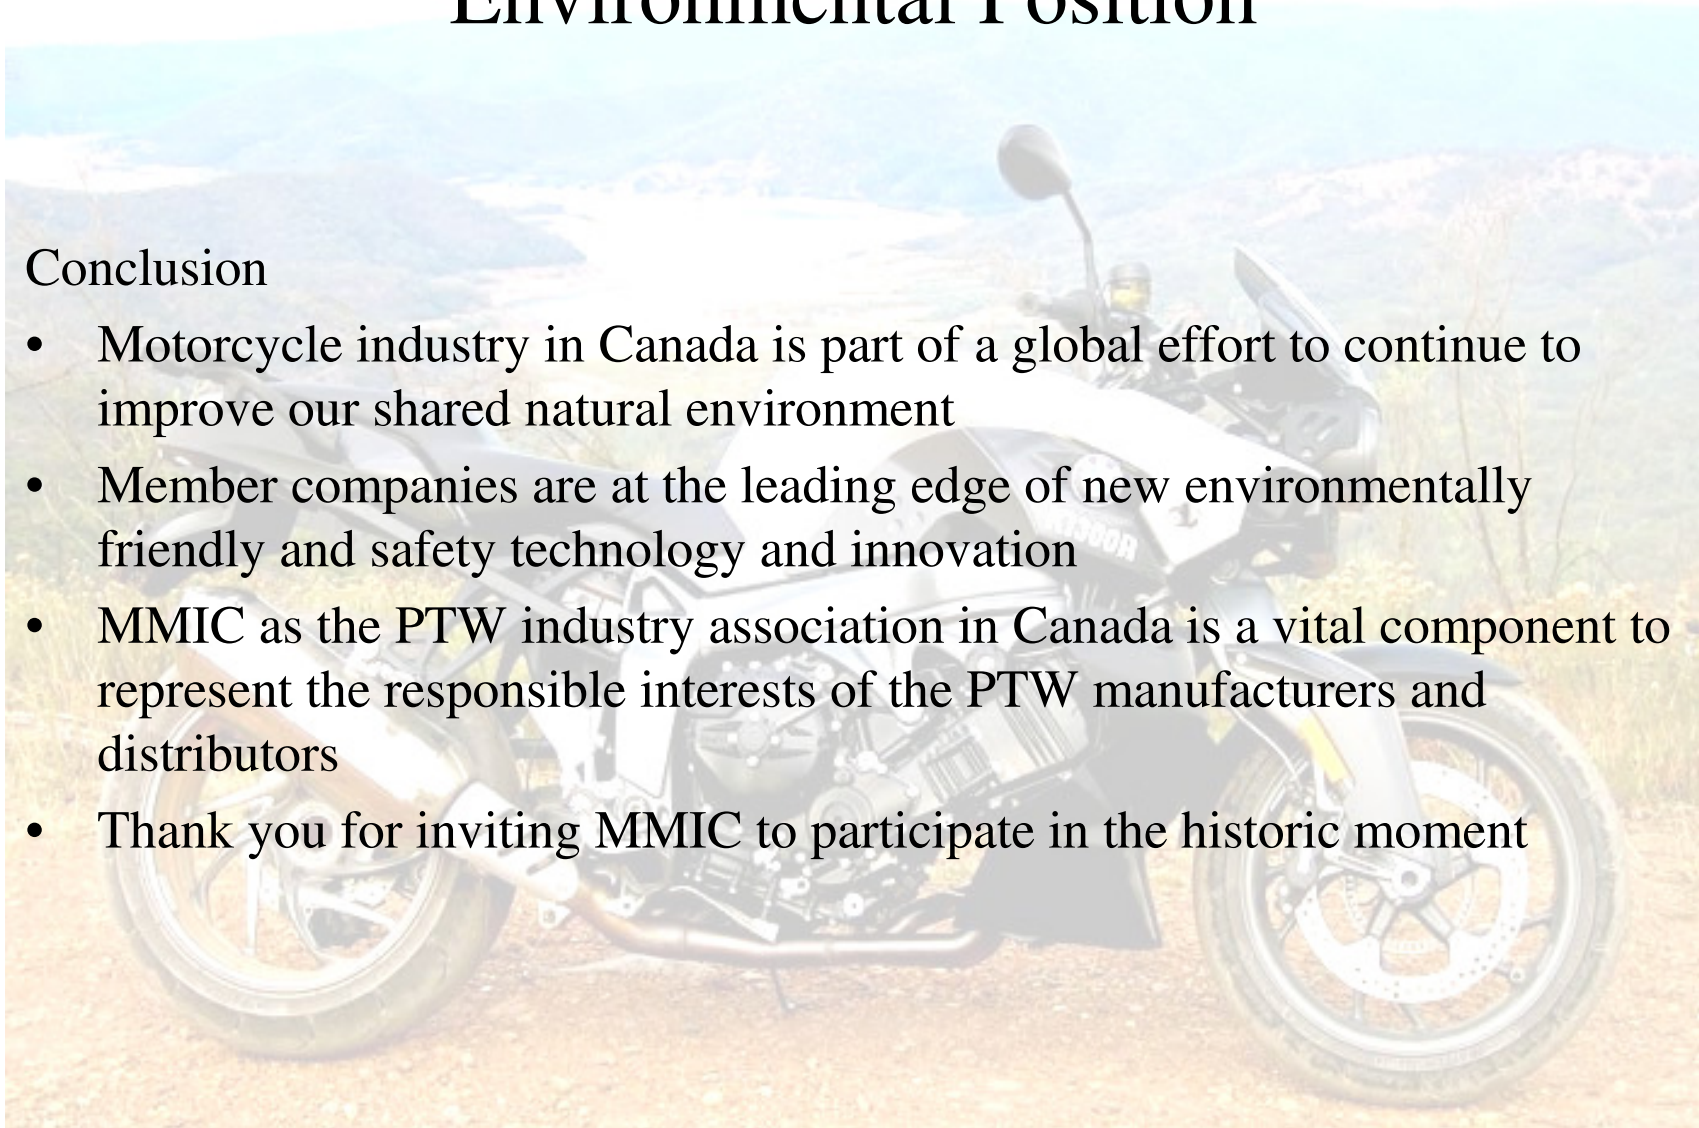 Environmental Position
Conclusion
• Motorcycle industry in Canada is part of a global effort to continue to
improve our shared natural environment
• Member companies are at the leading edge of new environmentally
friendly and safety technology and innovation
• MMIC as the PTW industry association in Canada is a vital component to
represent the responsible interests of the PTW manufacturers and
distributors
• Thank you for inviting MMIC to participate in the historic moment